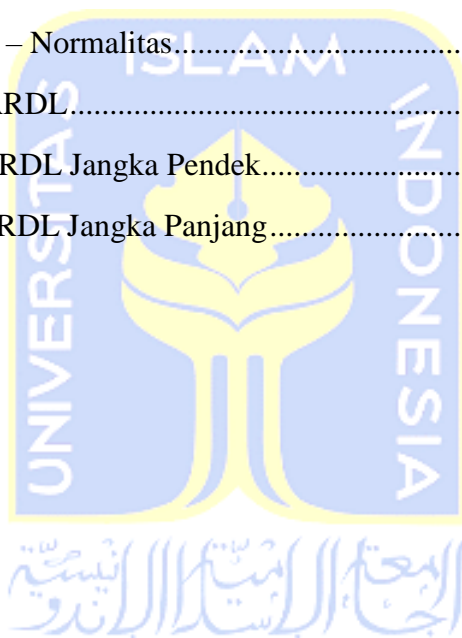 – Normalitas.....................................
ARDL.................................................
RDL Jangka Pendek.........................
RDL Jangka Panjang........................
ISLAM
UNIVERSITAS
INDONESIA